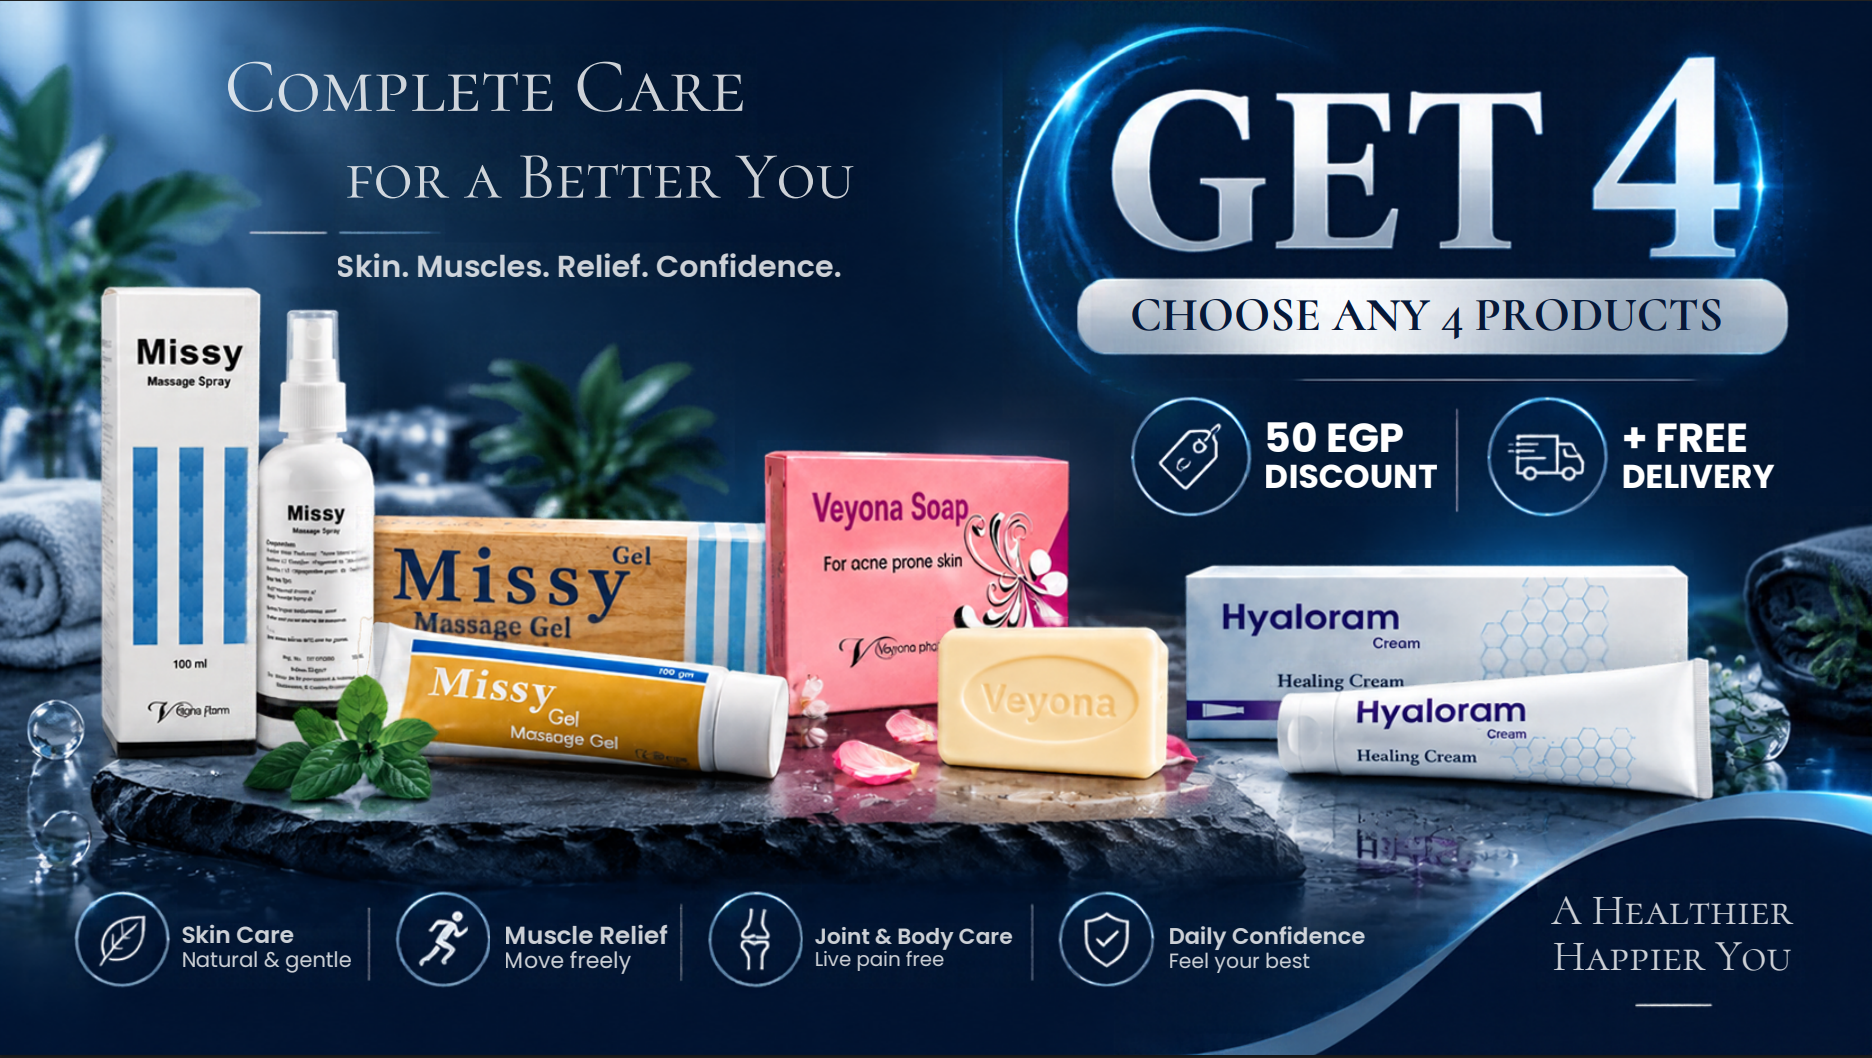 COMPLETE CARE
FOR A BETTER YOU
Skin. Muscles. Relief. Confidence.
GET 4
CHOOSE ANY 4 PRODUCTS
50 EGP
DISCOUNT
+ FREE
DELIVERY
Missy
Massage Spray
100 ml
Missy
Massage Spray
Missy Gel
Massage Gel
100 gm
Missy
Gel
Massage Gel
Veyona Soap
For acne prone skin
Veyona
Hyaloram
Cream
Healing Cream
Hyaloram
Cream
Healing Cream
Skin Care
Natural & gentle
Muscle Relief
Move freely
Joint & Body Care
Live pain free
Daily Confidence
Feel your best
A HEALTHIER
HAPPIER YOU